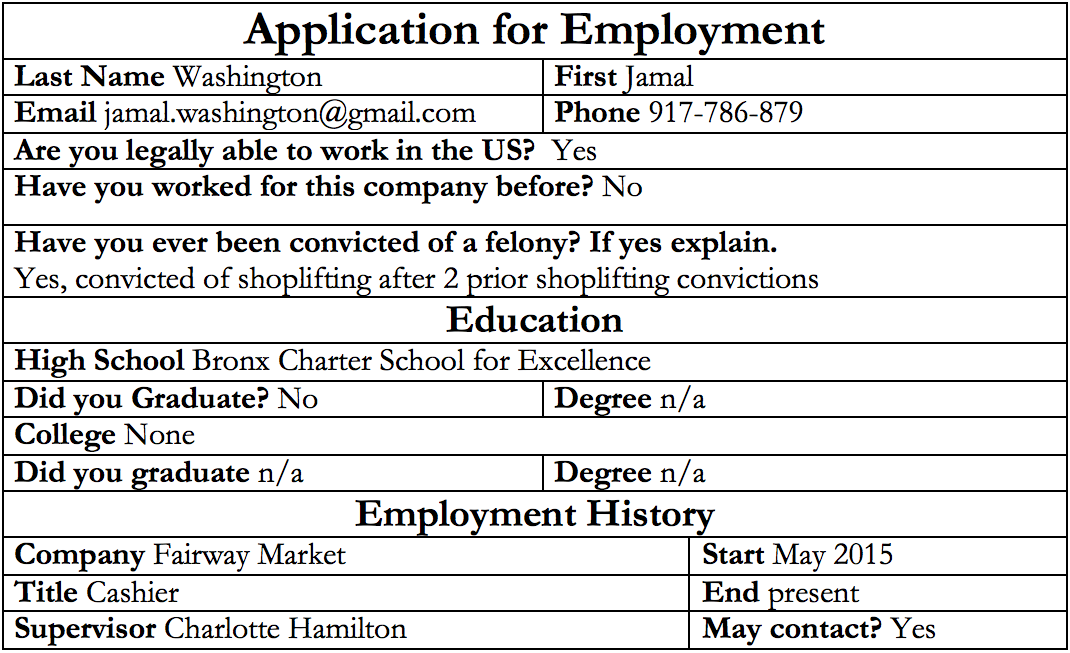 Application for Employment
Last Name Washington First Jamal
Email jamal.washington@gmail.com Phone 917-786-879
Are you legally able to work in the US? Yes
Have you worked for this company before? No
Have you ever been convicted of a felony? If yes explain.
Yes, convicted of shoplifting after 2 prior shoplifting convictions
Education
High School Bronx Charter School for Excellence
Did you Graduate? No Degree n/a
College None
Did you graduate n/a Degree n/a
Employment History
Company Fairway Market Start May 2015
Title Cashier End present
Supervisor Charlotte Hamilton May contact? Yes